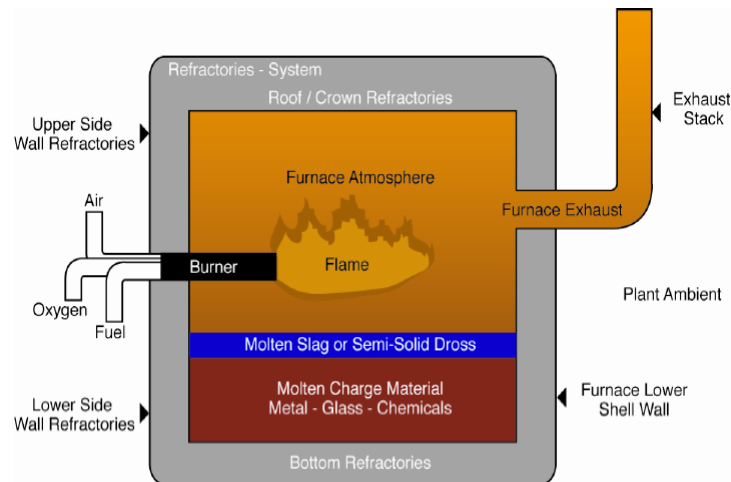 Refractories - System
Roof / Crown Refractories
Upper Side
Wall Refractories
Exhaust
Stack
Furnace Atmosphere
Air
Furnace Exhaust
Burner
Flame
Oxygen
Fuel
Plant Ambient
Molten Slag or Semi-Solid Dross
Molten Charge Material
Metal - Glass - Chemicals
Lower Side
Wall Refractories
Furnace Lower
Shell Wall
Bottom Refractories